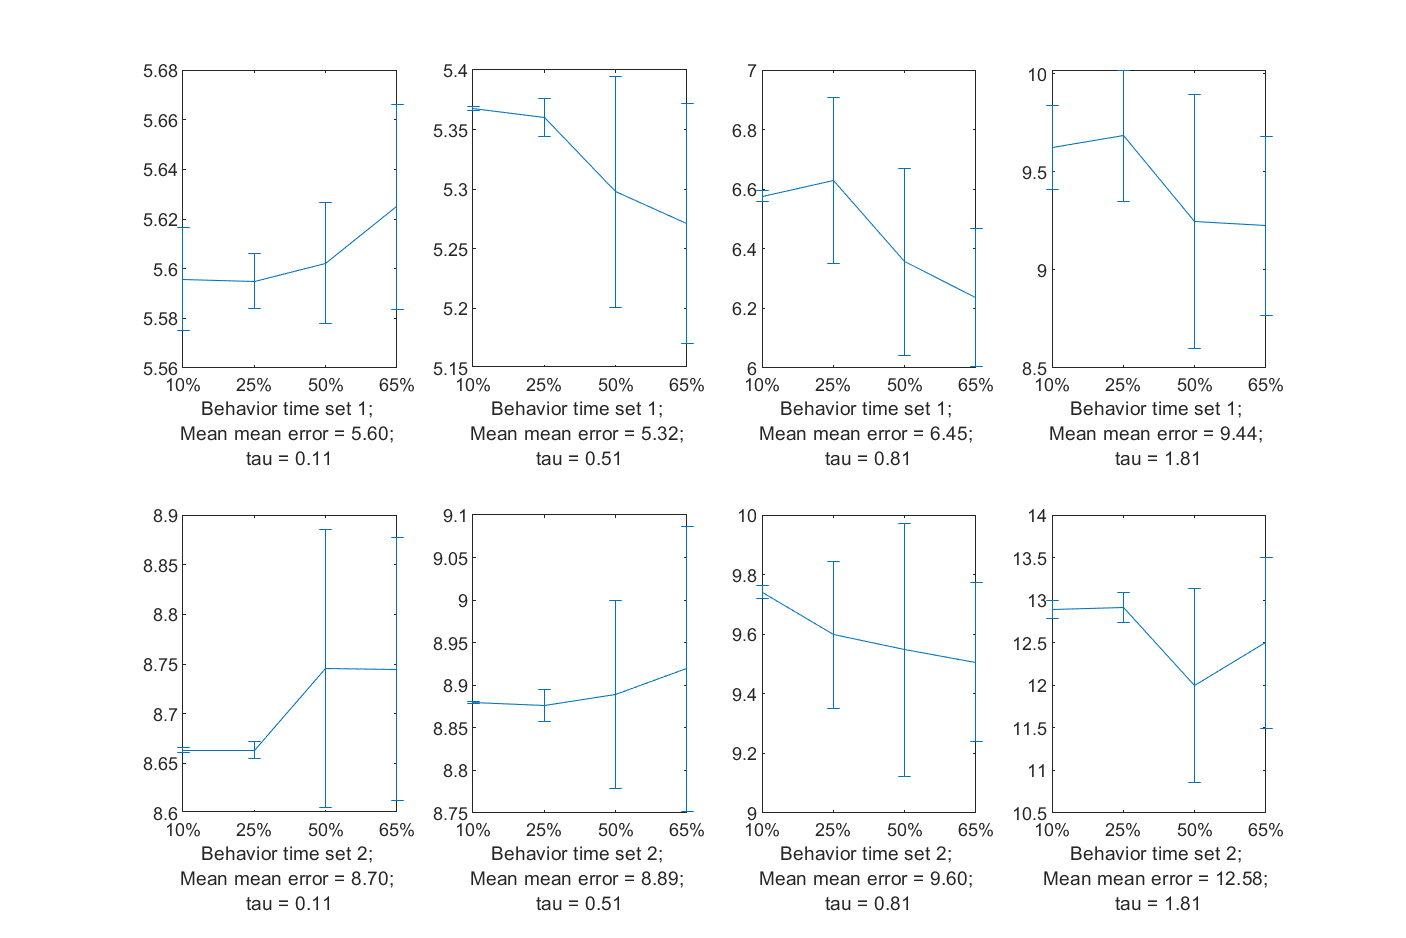 5.68
5.66
5.64
5.62
5.6
5.58
5.56
10% 25% 50% 65%
Behavior time set 1;
Mean mean error = 5.60;
tau = 0.11
5.4
5.35
5.3
5.25
5.2
5.15
10% 25% 50% 65%
Behavior time set 1;
Mean mean error = 5.32;
tau = 0.51
7
6.8
6.6
6.4
6.2
6
10% 25% 50% 65%
Behavior time set 1;
Mean mean error = 6.45;
tau = 0.81
10
9.5
9
8.5
10% 25% 50% 65%
Behavior time set 1;
Mean mean error = 9.44;
tau = 1.81
8.9
8.85
8.8
8.75
8.7
8.65
8.6
10% 25% 50% 65%
Behavior time set 2;
Mean mean error = 8.70;
tau = 0.11
9.1
9.05
9
8.95
8.9
8.85
8.8
8.75
10% 25% 50% 65%
Behavior time set 2;
Mean mean error = 8.89;
tau = 0.51
10
9.8
9.6
9.4
9.2
9
10% 25% 50% 65%
Behavior time set 2;
Mean mean error = 9.60;
tau = 0.81
14
13.5
13
12.5
12
11.5
11
10.5
10% 25% 50% 65%
Behavior time set 2;
Mean mean error = 12.58;
tau = 1.81